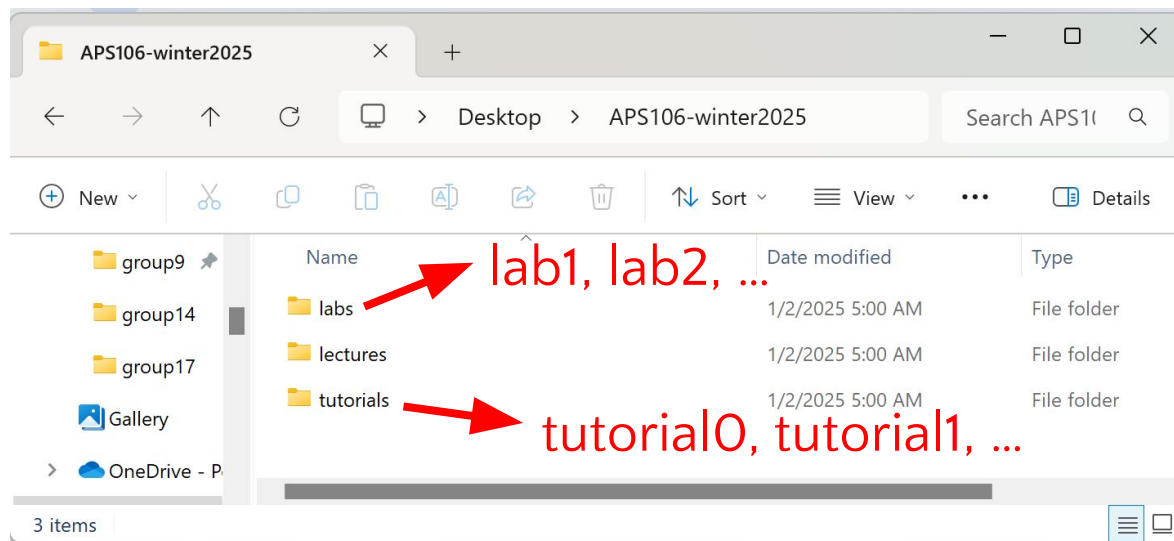 APS106-winter2025
Desktop > APS106-winter2025
Search APS10
New
Sort
View
Details
group9
group14
group17
Gallery
OneDrive - P
Name
Date modified
Type
lab1, lab2, ...
labs
1/2/2025 5:00 AM
File folder
lectures
1/2/2025 5:00 AM
File folder
tutorials
1/2/2025 5:00 AM
File folder
tutorial0, tutorial1, ...
3 items